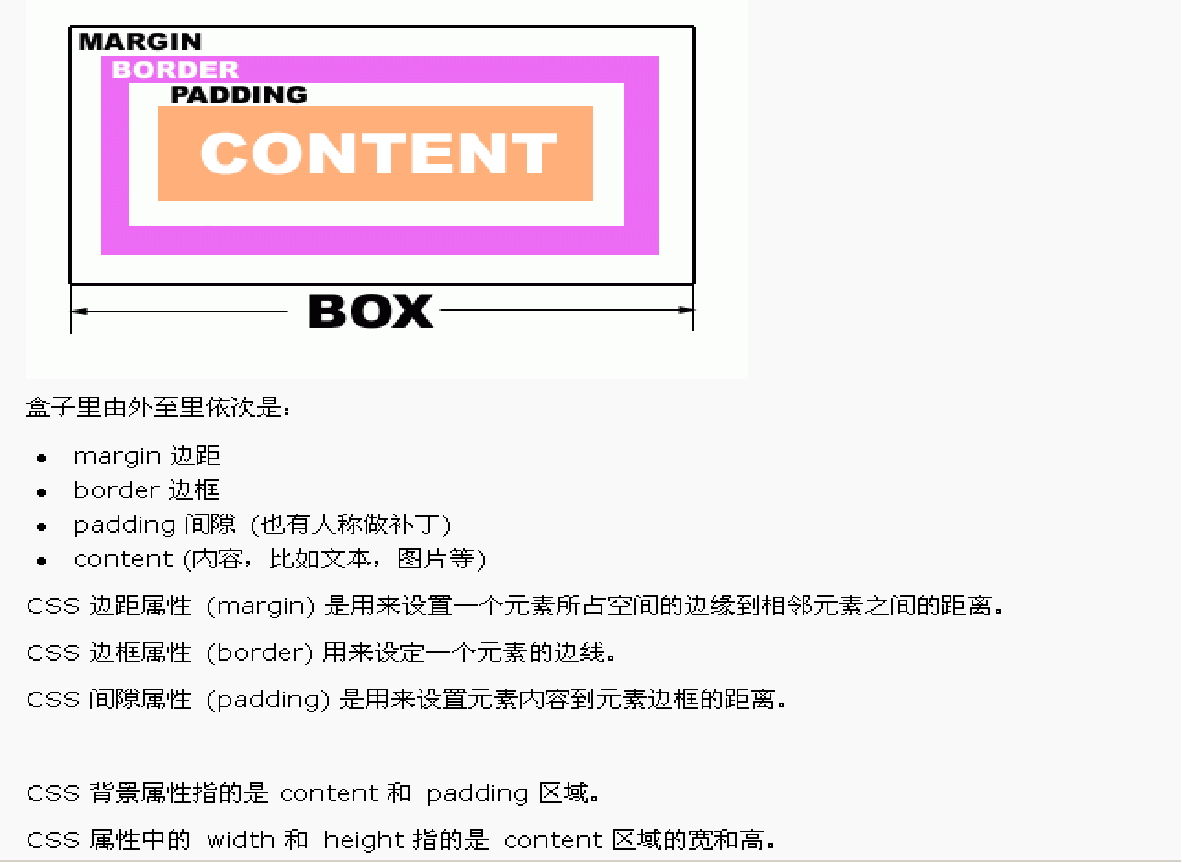 MARGIN
BORDER
PADDING
CONTENT
BOX
盒子里由外至里依次是：
• margin 边距
• border 边框
• padding 间隙 (也有人称做补丁)
• content (内容，比如文本，图片等)
CSS 边距属性 (margin) 是用来设置一个元素所占空间的边缘到相邻元素之间的距离。
CSS 边框属性 (border) 用来设定一个元素的边线。
CSS 间隙属性 (padding) 是用来设置元素内容到元素边框的距离。
CSS 背景属性指的是 content 和 padding 区域。
CSS 属性中的 width 和 height 指的是 content 区域的宽和高。